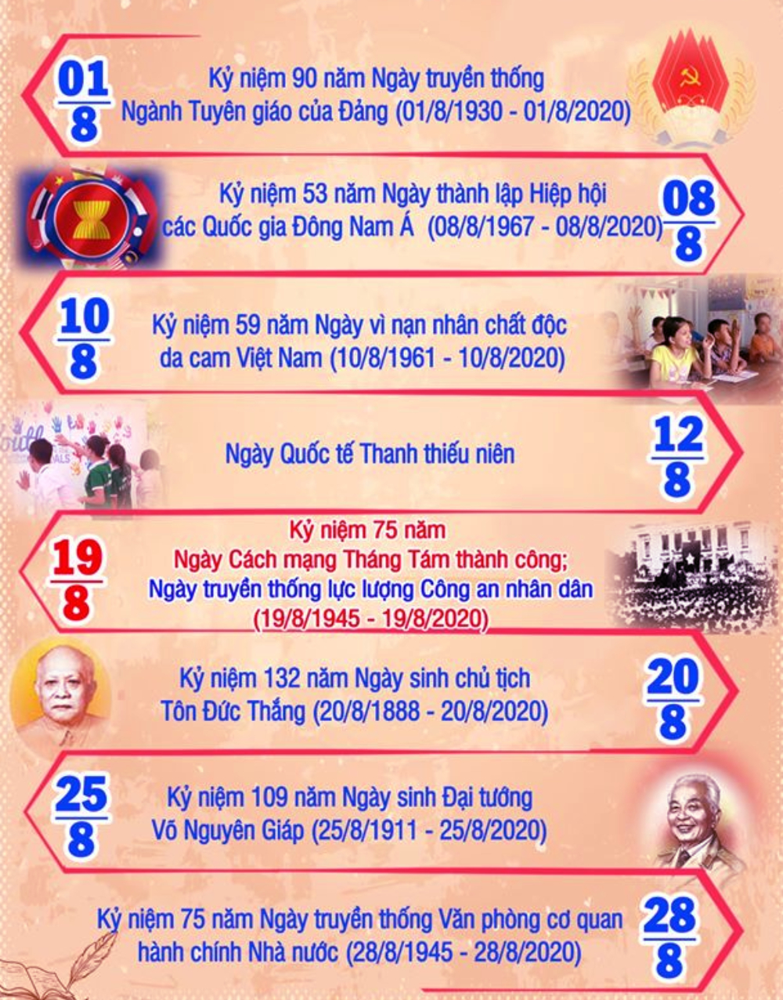 01
8
Kỷ niệm 90 năm Ngày truyền thống
Ngành Tuyên giáo của Đảng (01/8/1930 - 01/8/2020)
Kỷ niệm 53 năm Ngày thành lập Hiệp hội
các Quốc gia Đông Nam Á (08/8/1967 - 08/8/2020)
08
8
10
8
Kỷ niệm 59 năm Ngày vì nạn nhân chất độc
da cam Việt Nam (10/8/1961 - 10/8/2020)
Ngày Quốc tế Thanh thiếu niên
12
8
19
8
Kỷ niệm 75 năm
Ngày Cách mạng Tháng Tám thành công;
Ngày truyền thống lực lượng Công an nhân dân
(19/8/1945 - 19/8/2020)
Kỷ niệm 132 năm Ngày sinh chủ tịch
Tôn Đức Thắng (20/8/1888 - 20/8/2020)
20
8
25
8
Kỷ niệm 109 năm Ngày sinh Đại tướng
Võ Nguyên Giáp (25/8/1911 - 25/8/2020)
Kỷ niệm 75 năm Ngày truyền thống Văn phòng cơ quan
hành chính Nhà nước (28/8/1945 - 28/8/2020)
28
8